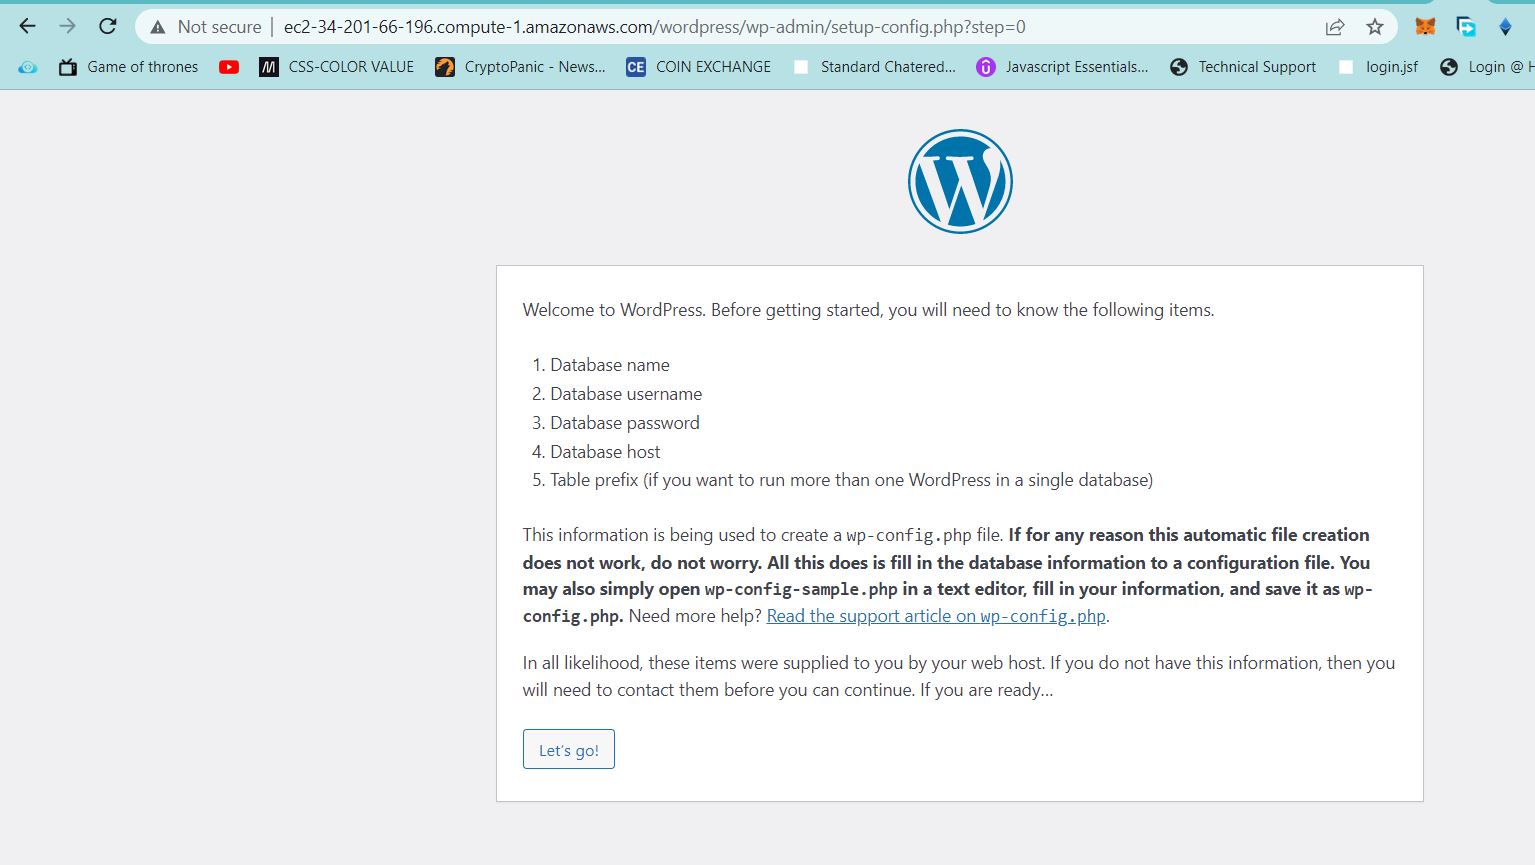 Not secure | ec2-34-201-66-196.compute-1.amazonaws.com/wordpress/wp-admin/setup-config.php?step=0
Game of thrones M CSS-COLOR VALUE CryptoPanic - News... CE COIN EXCHANGE Standard Chatered... Javascript Essentials... Technical Support login.jsf Login @ H
W
Welcome to WordPress. Before getting started, you will need to know the following items.
1. Database name
2. Database username
3. Database password
4. Database host
5. Table prefix (if you want to run more than one WordPress in a single database)
This information is being used to create a wp-config.php file. If for any reason this automatic file creation
does not work, do not worry. All this does is fill in the database information to a configuration file. You
may also simply open wp-config-sample.php in a text editor, fill in your information, and save it as wp-
config.php. Need more help? Read the support article on wp-config.php.
In all likelihood, these items were supplied to you by your web host. If you do not have this information, then you
will need to contact them before you can continue. If you are ready…
Let’s go!